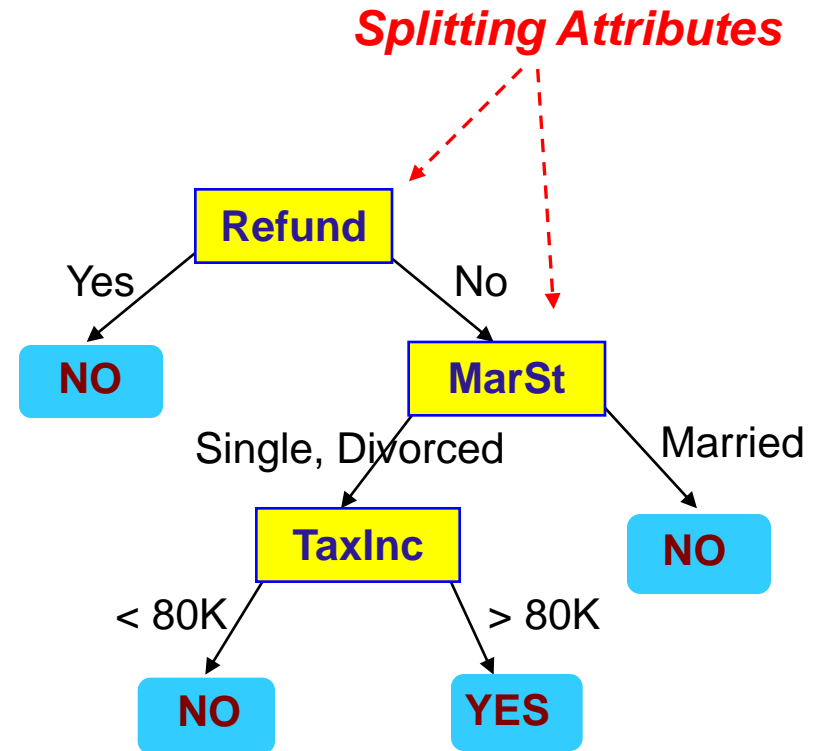 Splitting Attributes
Refund
Yes
No
NO
MarSt
Single, Divorced
Married
TaxInc
NO
< 80K
> 80K
NO
YES